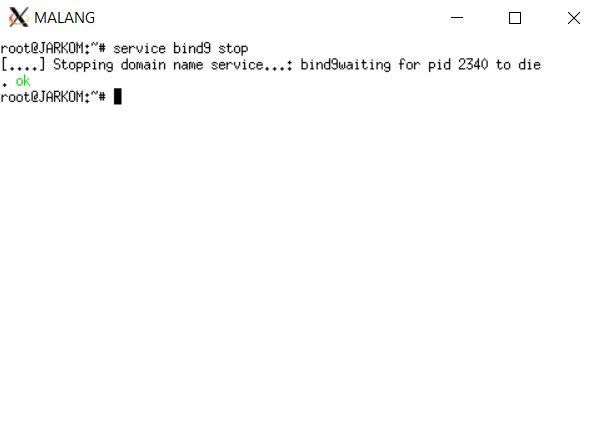 MALANG
root@JARKOM:~# service bind9 stop
[....] Stopping domain name service...: bind9waiting for pid 2340 to die
. ok
root@JARKOM:~#